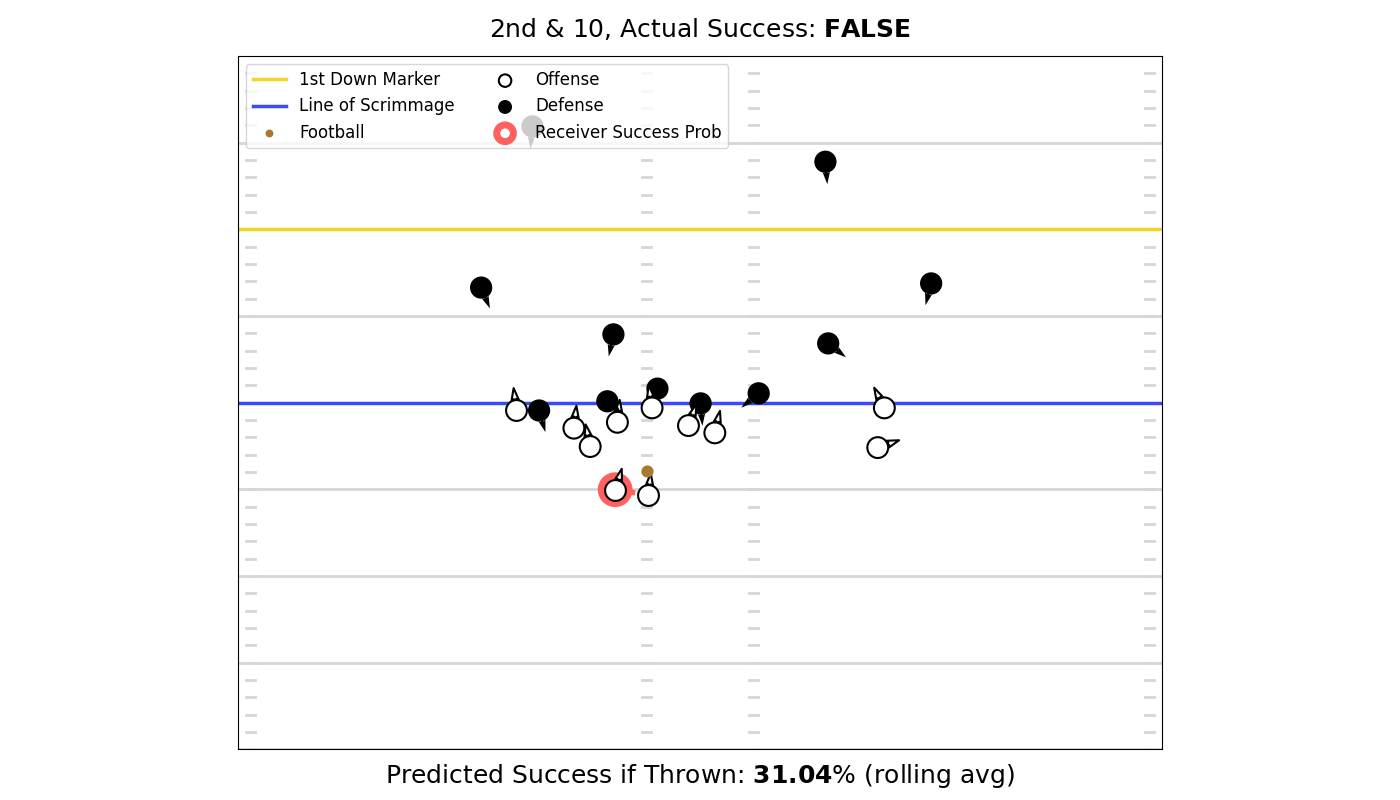 2nd & 10, Actual Success: FALSE
1st Down Marker
Line of Scrimmage
Football
Offense
Defense
Receiver Success Prob
Predicted Success if Thrown: 31.04% (rolling avg)